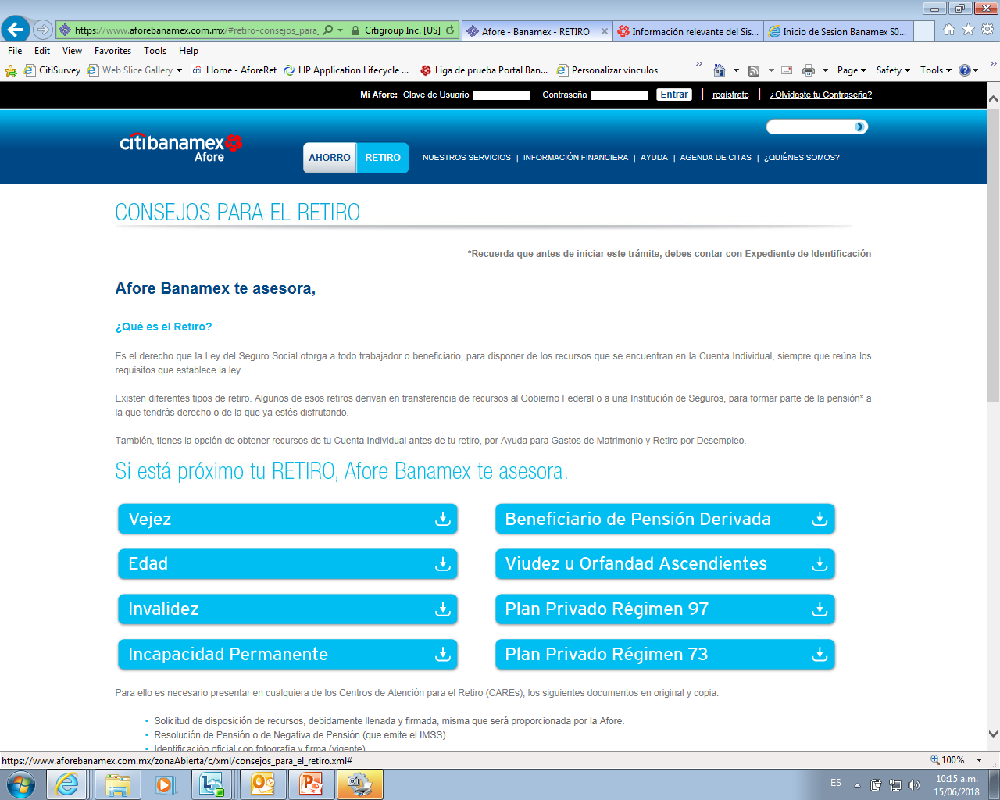 https://www.aforebanamex.com.mx/#retiro-consejos_para_
Citigroup Inc. [US]
Afore - Banamex - RETIRO
Información relevante del Sis...
Inicio de Sesion Banamex S0...
File Edit View Favorites Tools Help
CitiSurvey
Web Slice Gallery
Home - AforeRet
HP Application Lifecycle ...
Liga de prueba Portal Ban...
Personalizar vínculos
Page Safety Tools
Mi Afore: Clave de Usuario Contraseña Entrar | regístrate | ¿Olvidaste tu Contraseña?
citibanamex
Afore
AHORRO RETIRO NUESTROS SERVICIOS | INFORMACIÓN FINANCIERA | AYUDA | AGENDA DE CITAS | ¿QUIÉNES SOMOS?
CONSEJOS PARA EL RETIRO
*Recuerda que antes de iniciar este trámite, debes contar con Expediente de Identificación
Afore Banamex te asesora,
¿Qué es el Retiro?
Es el derecho que la Ley del Seguro Social otorga a todo trabajador o beneficiario, para disponer de los recursos que se encuentran en la Cuenta Individual, siempre que reúna los
requisitos que establece la ley.
Existen diferentes tipos de retiro. Algunos de esos retiros derivan en transferencia de recursos al Gobierno Federal o a una Institución de Seguros, para formar parte de la pensión* a
la que tendrás derecho o de la que ya estés disfrutando.
También, tienes la opción de obtener recursos de tu Cuenta Individual antes de tu retiro, por Ayuda para Gastos de Matrimonio y Retiro por Desempleo.
Si está próximo tu RETIRO, Afore Banamex te asesora.
Vejez
Beneficiario de Pensión Derivada
Edad
Viudez u Orfandad Ascendientes
Invalidez
Plan Privado Régimen 97
Incapacidad Permanente
Plan Privado Régimen 73
Para ello es necesario presentar en cualquiera de los Centros de Atención para el Retiro (CAREs), los siguientes documentos en original y copia:
• Solicitud de disposición de recursos, debidamente llenada y firmada, misma que será proporcionada por la Afore.
• Resolución de Pensión o de Negativa de Pensión (que emite el IMSS).
• Identificación oficial con fotografía y firma (vigente).
https://www.aforebanamex.com.mx/zonaAbierta/c/xml/consejos_para_el_retiro.xml#
100%
ES
10:15 a.m.
15/06/2018